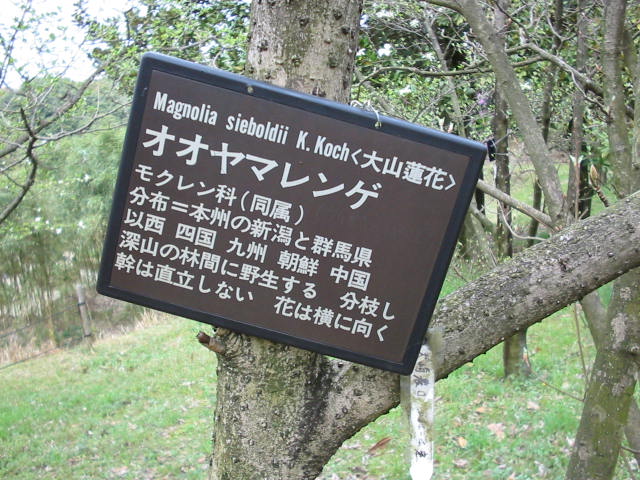 Magnolia sieboldii K.Koch<大山蓮花>
オオヤマレンゲ
モクレン科(同属)
分布=本州の新潟と群馬県
以西 四国 九州 朝鮮 中国
深山の林間に野生する 分枝し
幹は直立しない 花は横に向く